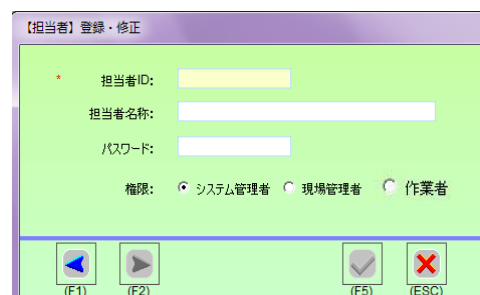 【担当者】登録・修正
* 担当者ID:
担当者名称:
パスワード:
権限: システム管理者 現場管理者 作業者
(F1) (F2) (F5) (ESC)